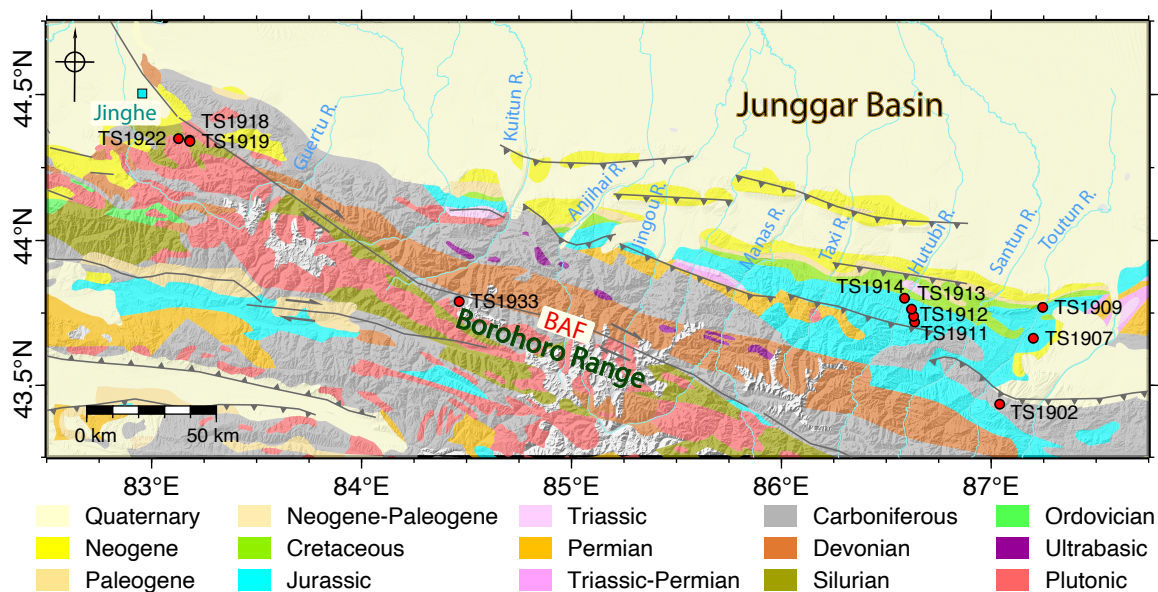 44.5°N
44°N
43.5°N
Junggar Basin
Jinghe
TS1918
TS1922
TS1919
Guertu R.
Kuitun R.
Anjihai R.
Jingou R.
Manas R.
Taxi R.
Hutubi R.
Santun R.
Toutun R.
TS1914
TS1913
TS1912
TS1911
TS1909
TS1907
TS1902
TS1933
BAF
Borohoro Range
0 km 50 km
83°E 84°E 85°E 86°E 87°E
Quaternary Neogene-Paleogene Triassic Carboniferous Ordovician
Neogene Cretaceous Permian Devonian Ultrabasic
Paleogene Jurassic Triassic-Permian Silurian Plutonic